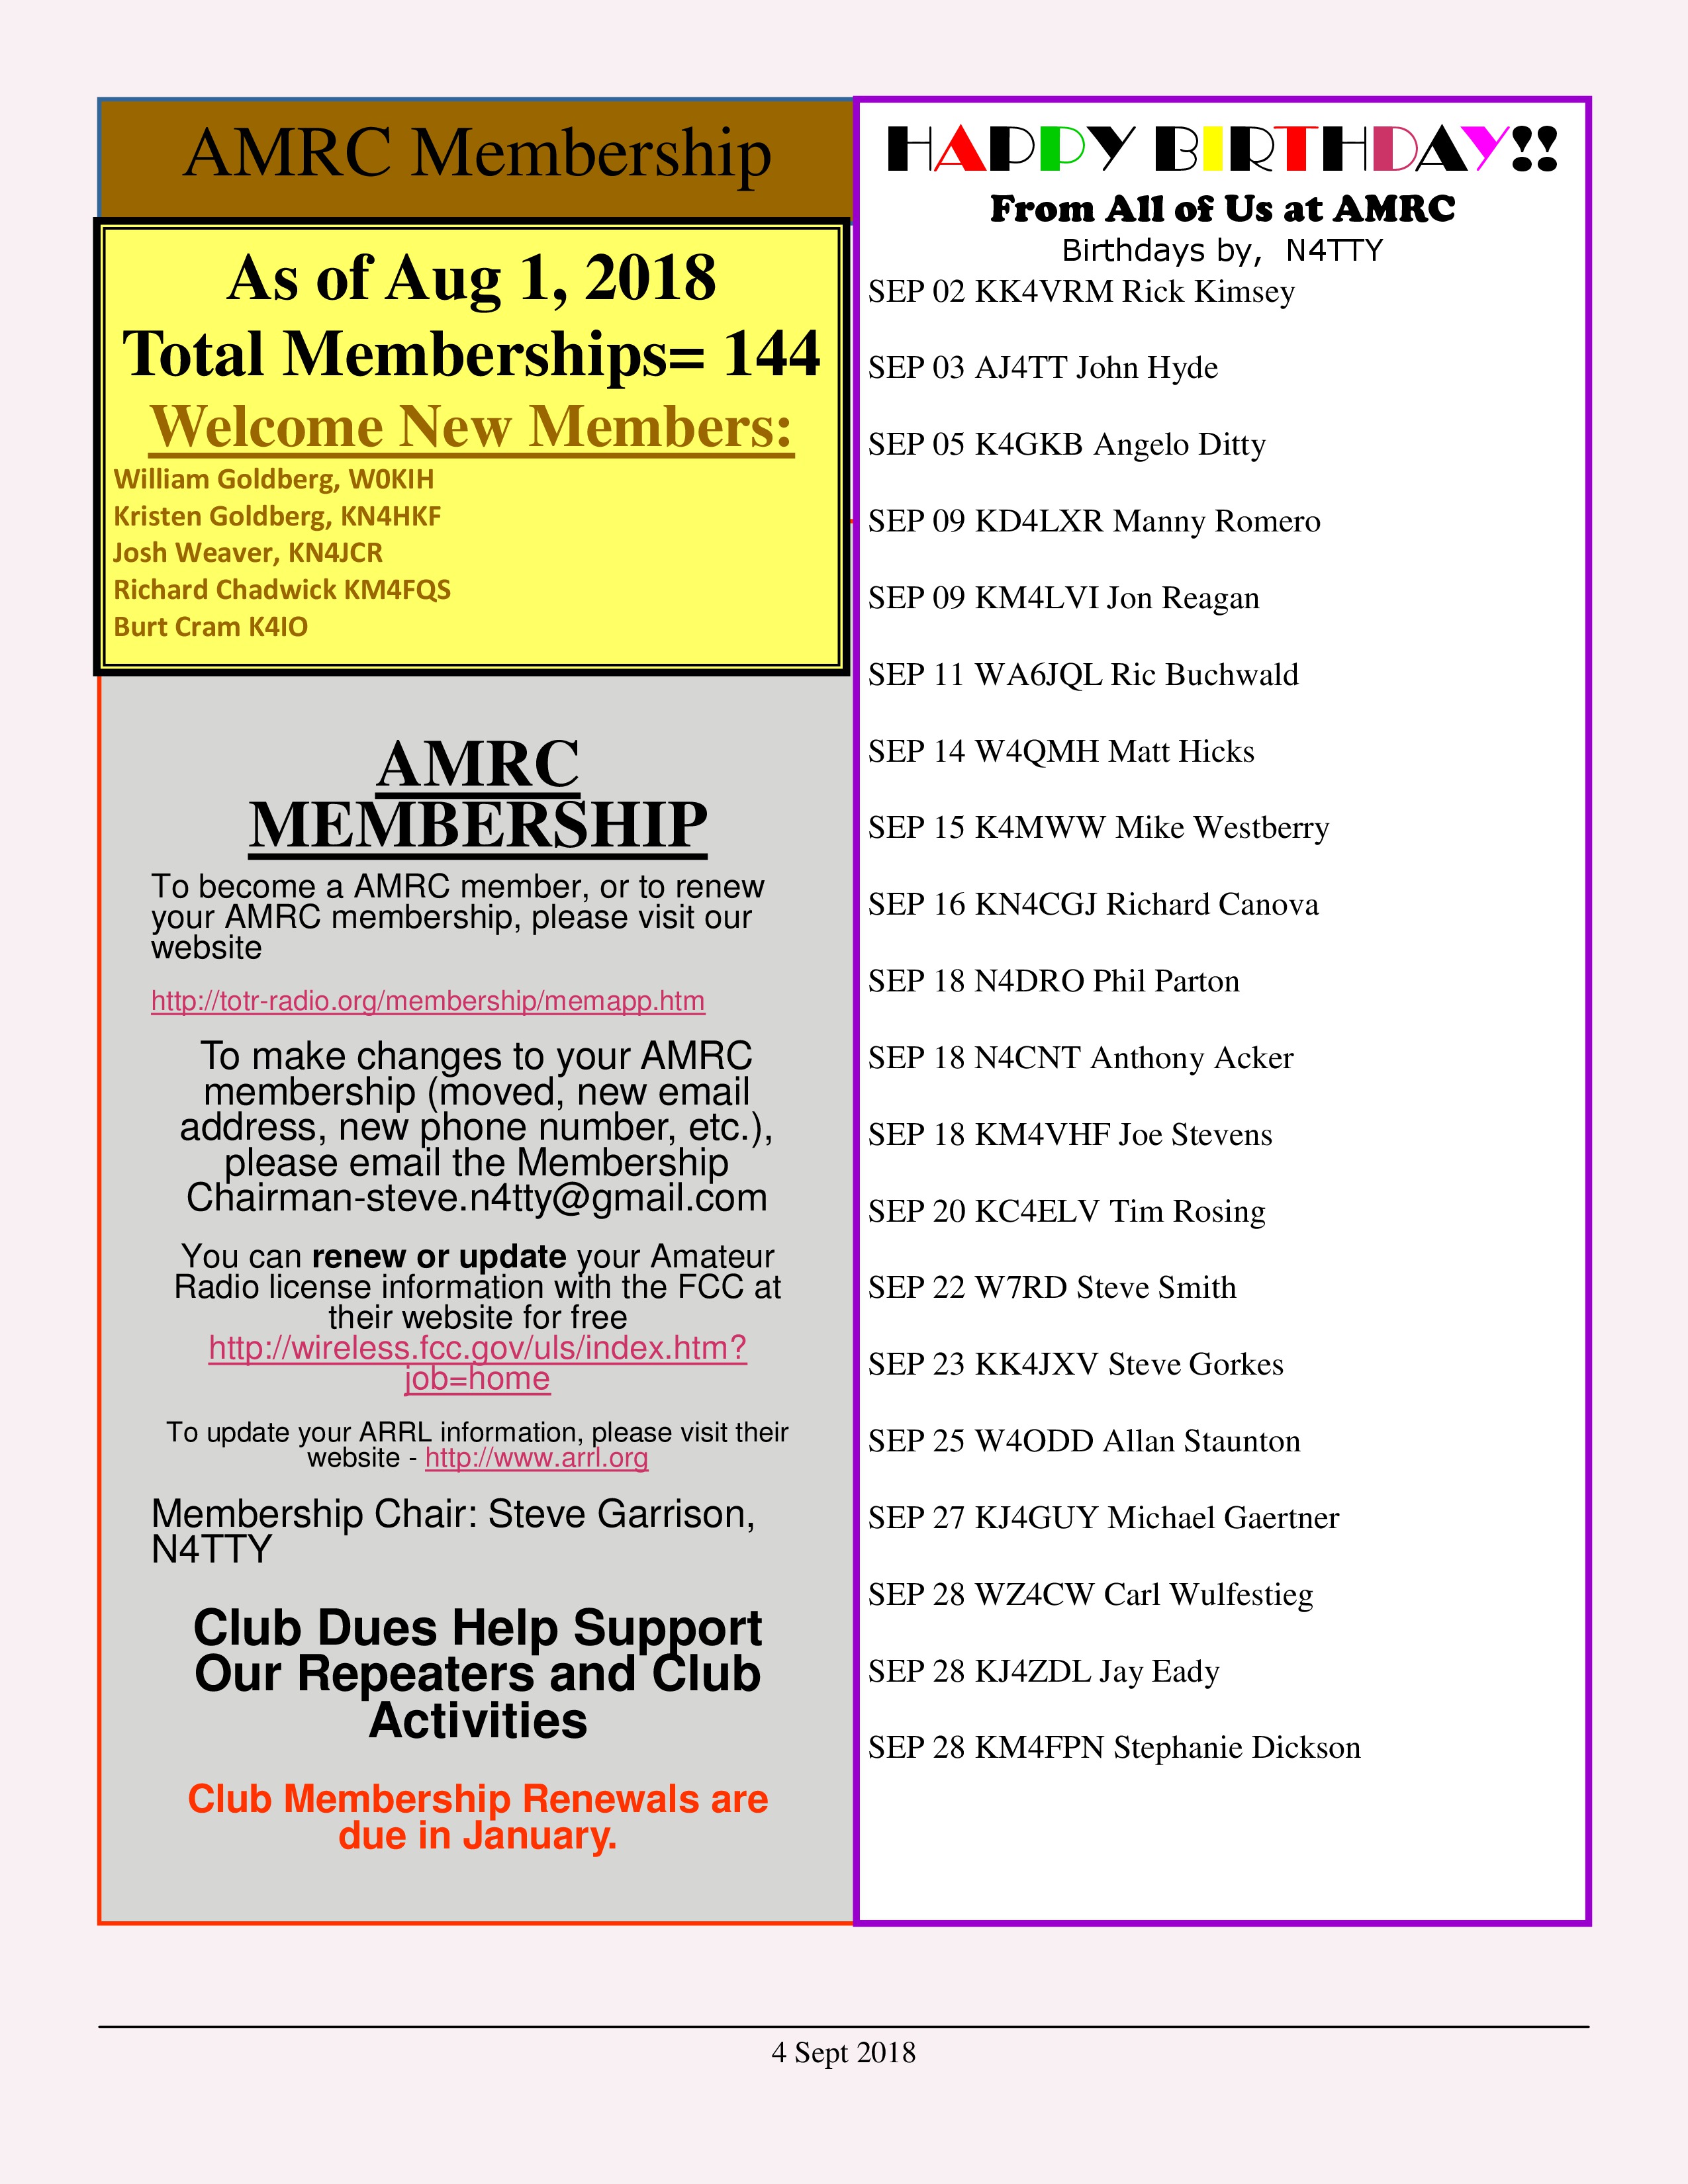 AMRC Membership
As of Aug 1, 2018
Total Memberships= 144
Welcome New Members:
William Goldberg, W0KIH
Kristen Goldberg, KN4HKF
Josh Weaver, KN4JCR
Richard Chadwick KM4FQS
Burt Cram K4IO
AMRC
MEMBERSHIP
To become a AMRC member, or to renew
your AMRC membership, please visit our
website
http://totr-radio.org/membership/memapp.htm
To make changes to your AMRC
membership (moved, new email
address, new phone number, etc.),
please email the Membership
Chairman-steve.n4tty@gmail.com
You can renew or update your Amateur
Radio license information with the FCC at
their website for free
http://wireless.fcc.gov/uls/index.htm?
job=home
To update your ARRL information, please visit their
website - http://www.arrl.org
Membership Chair: Steve Garrison,
N4TTY
Club Dues Help Support
Our Repeaters and Club
Activities
Club Membership Renewals are
due in January.
HAPPY BIRTHDAY!!
From All of Us at AMRC
Birthdays by, N4TTY
SEP 02 KK4VRM Rick Kimsey
SEP 03 AJ4TT John Hyde
SEP 05 K4GKB Angelo Ditty
SEP 09 KD4LXR Manny Romero
SEP 09 KM4LVI Jon Reagan
SEP 11 WA6JQL Ric Buchwald
SEP 14 W4QMH Matt Hicks
SEP 15 K4MWW Mike Westberry
SEP 16 KN4CGJ Richard Canova
SEP 18 N4DRO Phil Parton
SEP 18 N4CNT Anthony Acker
SEP 18 KM4VHF Joe Stevens
SEP 20 KC4ELV Tim Rosing
SEP 22 W7RD Steve Smith
SEP 23 KK4JXV Steve Gorkes
SEP 25 W4ODD Allan Staunton
SEP 27 KJ4GUY Michael Gaertner
SEP 28 WZ4CW Carl Wulfestieg
SEP 28 KJ4ZDL Jay Eady
SEP 28 KM4FPN Stephanie Dickson
4 Sept 2018